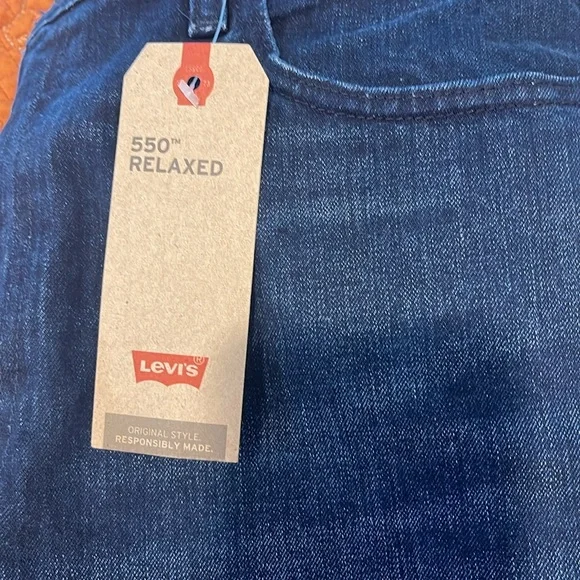 550™
RELAXED
LEVI'S®
ORIGINAL STYLE.
RESPONSIBLY MADE.